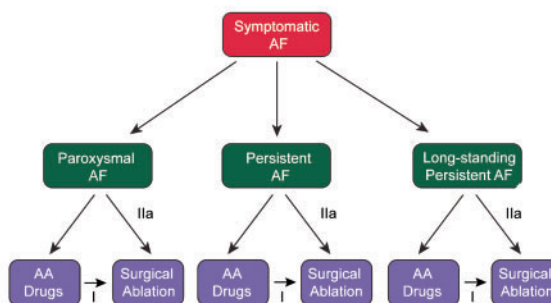 Symptomatic
AF
Paroxysmal
AF
Persistent
AF
Long-standing
Persistent AF
IIa
IIa
IIa
AA
Drugs
I
Surgical
Ablation
AA
Drugs
I
Surgical
Ablation
AA
Drugs
I
Surgical
Ablation